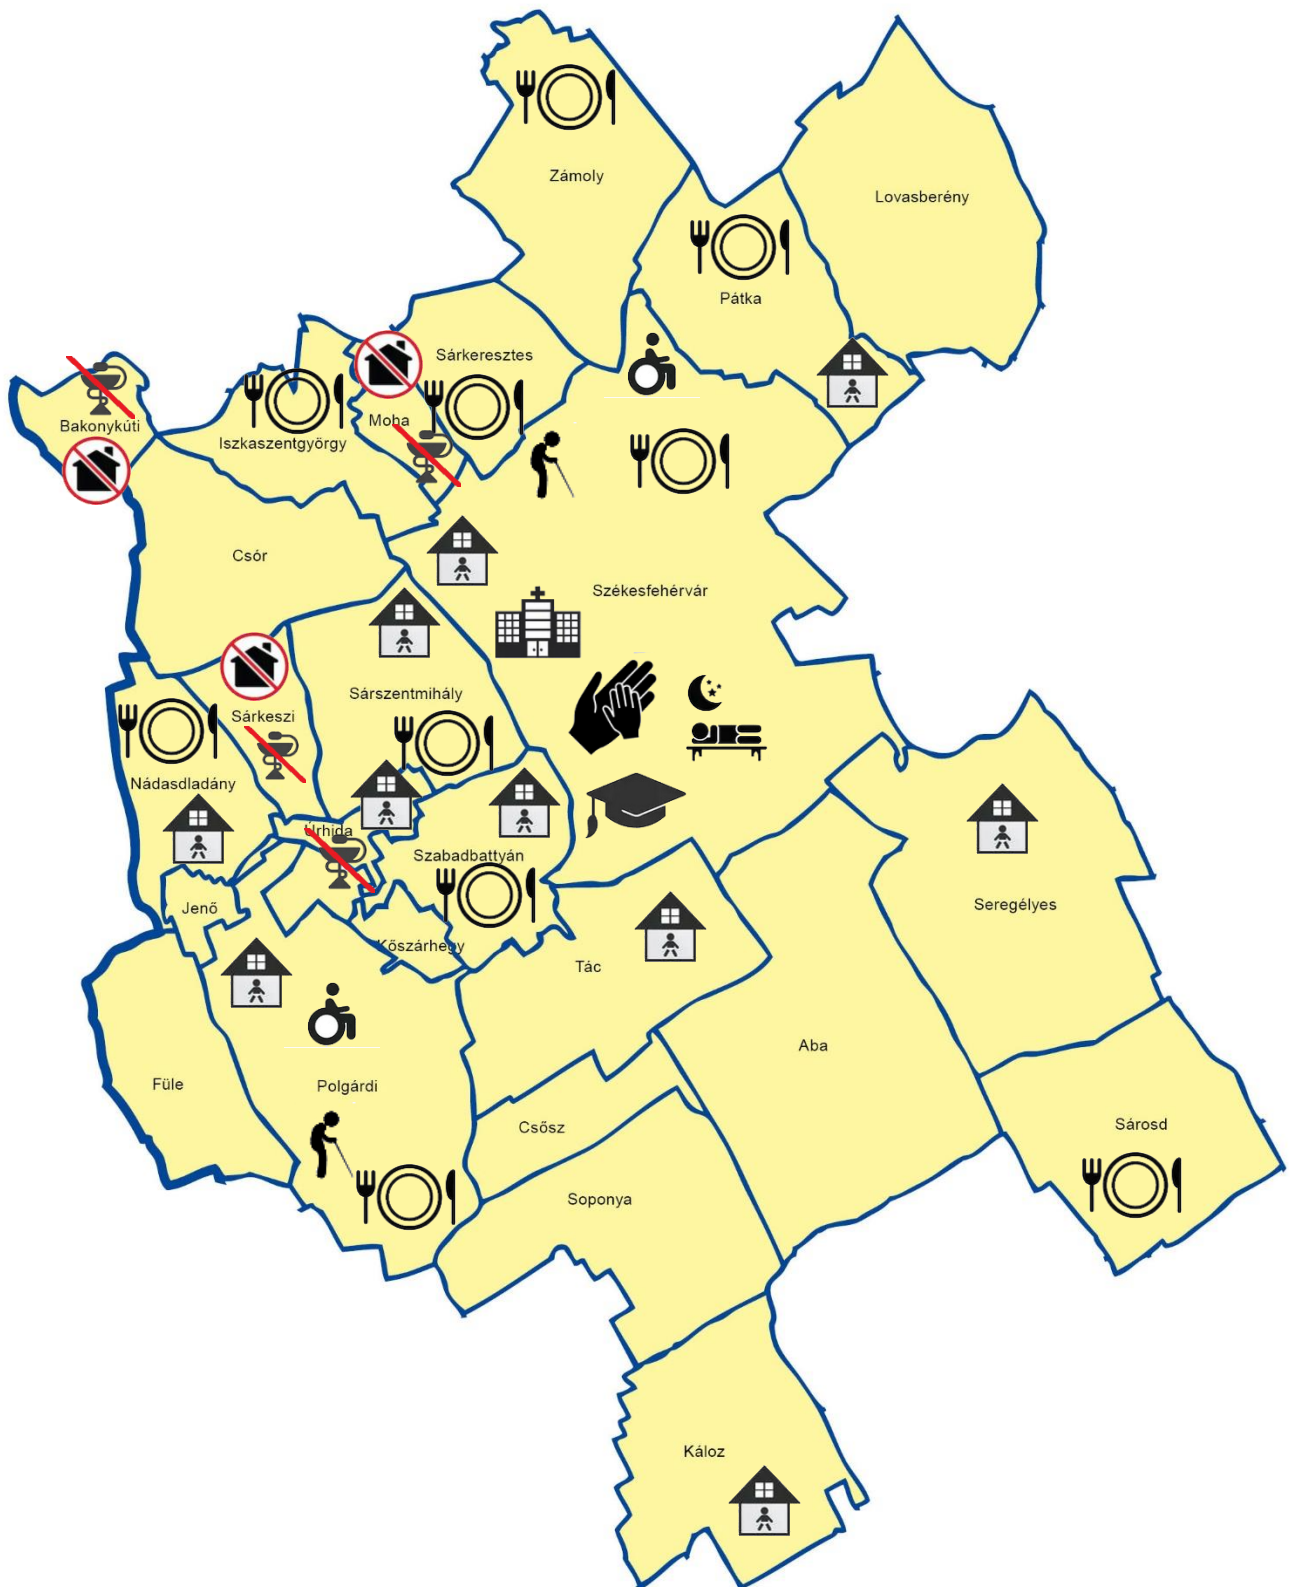 Zámoly
Lovasberény
Pátka
Sárkeresztes
Moha
Bakonykúti
Iszkaszentgyörgy
Csór
Székesfehérvár
Sárszentmihály
Sárkeszi
Nádasdladány
Úrhida
Szabadbattyán
Jenő
Kőszárhegy
Seregélyes
Tác
Aba
Füle
Polgárdi
Csősz
Sárosd
Soponya
Káloz